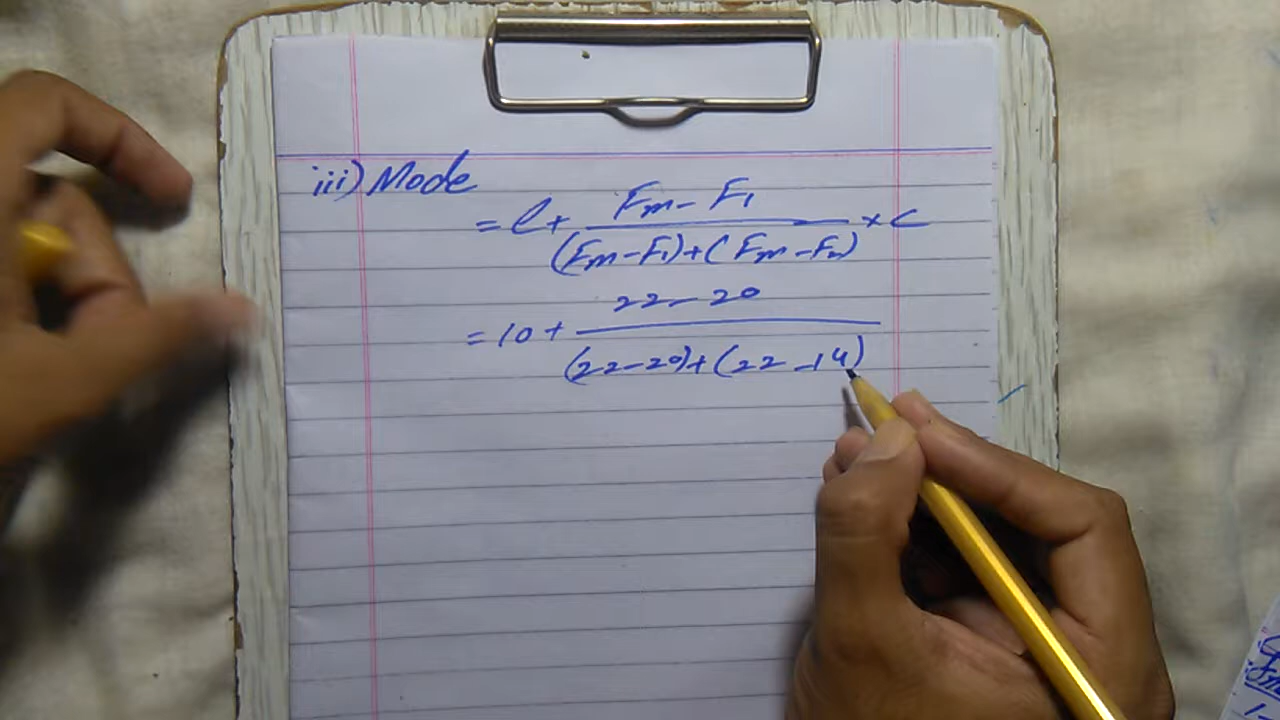 iii) Mode
= l + Fm - F1 / (Fm - F1) + (Fm - F2) × c
= 10 + 22 - 20 / (22 - 20) + (22 - 14)